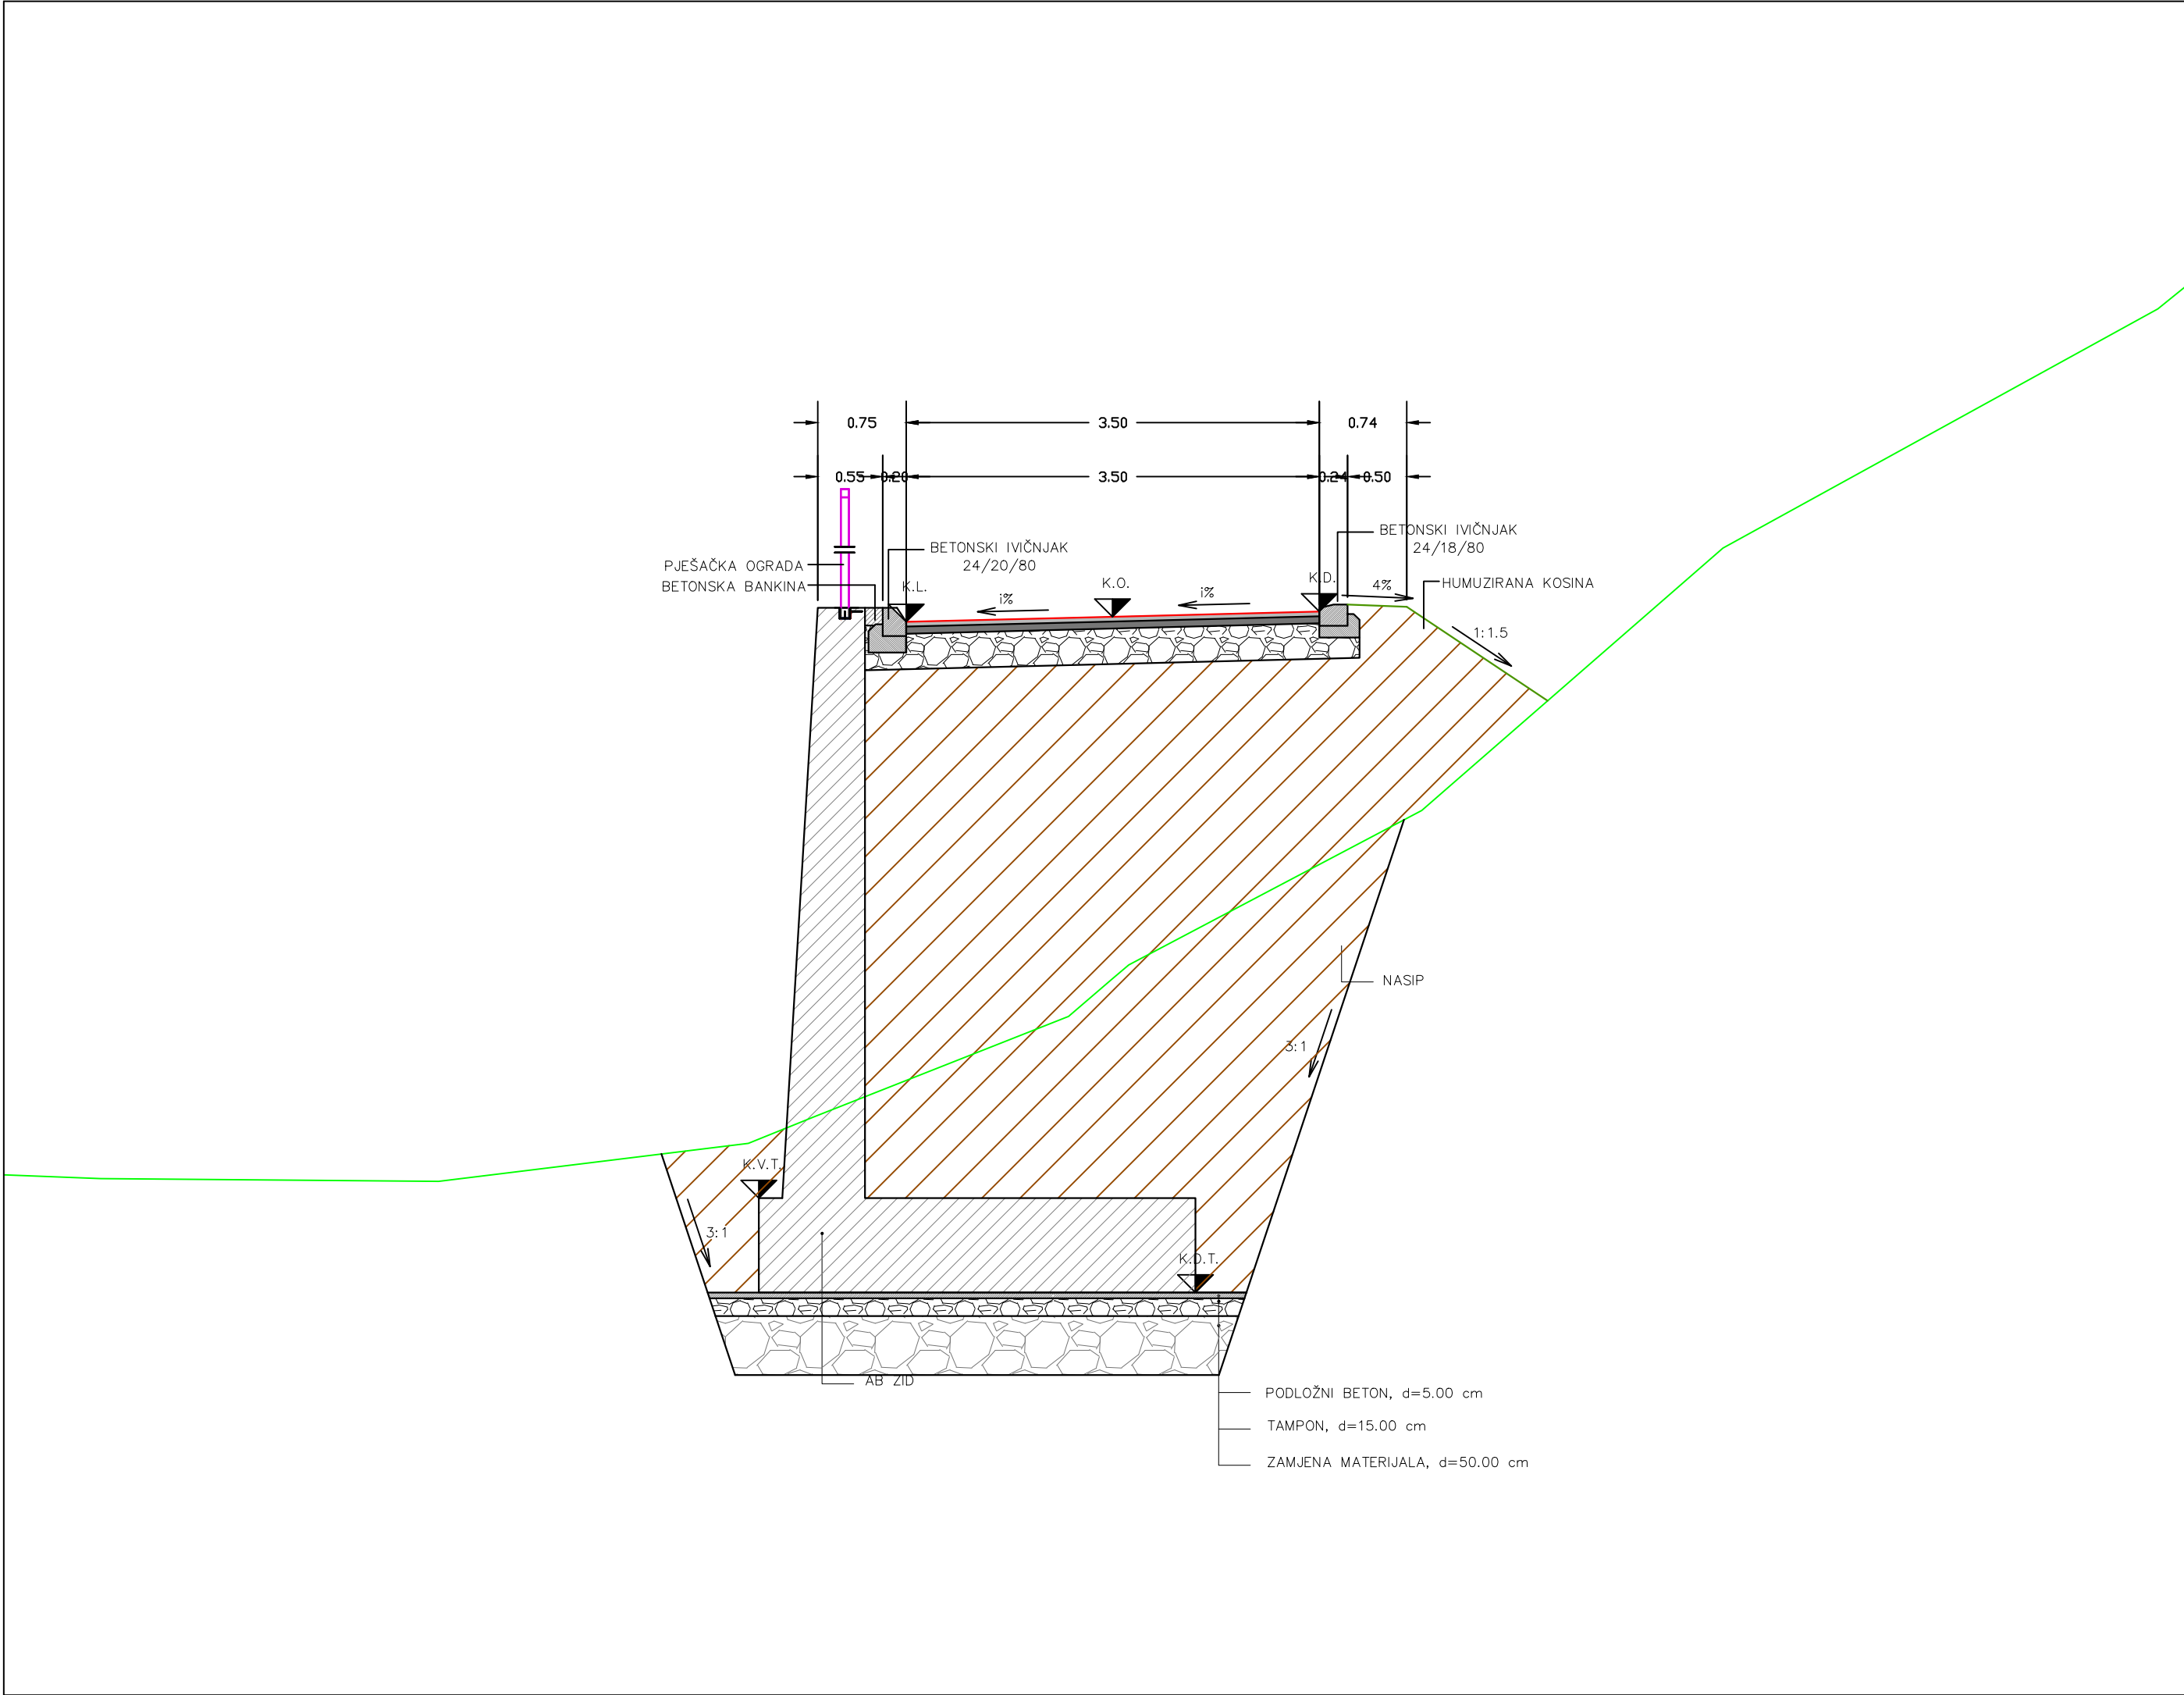 0.75
3.50
0.74
0.55
0.20
3.50
0.24
0.50
BETONSKI IVIČNJAK
24/18/80
BETONSKI IVIČNJAK
24/20/80
PJEŠAČKA OGRADA
BETONSKA BANKINA
K.L.
K.O.
K.D.
4%
HUMUZIRANA KOSINA
i%
i%
1:1.5
NASIP
3:1
K.V.T.
3:1
K.D.T.
AB ZID
PODLOŽNI BETON, d=5.00 cm
TAMPON, d=15.00 cm
ZAMJENA MATERIJALA, d=50.00 cm